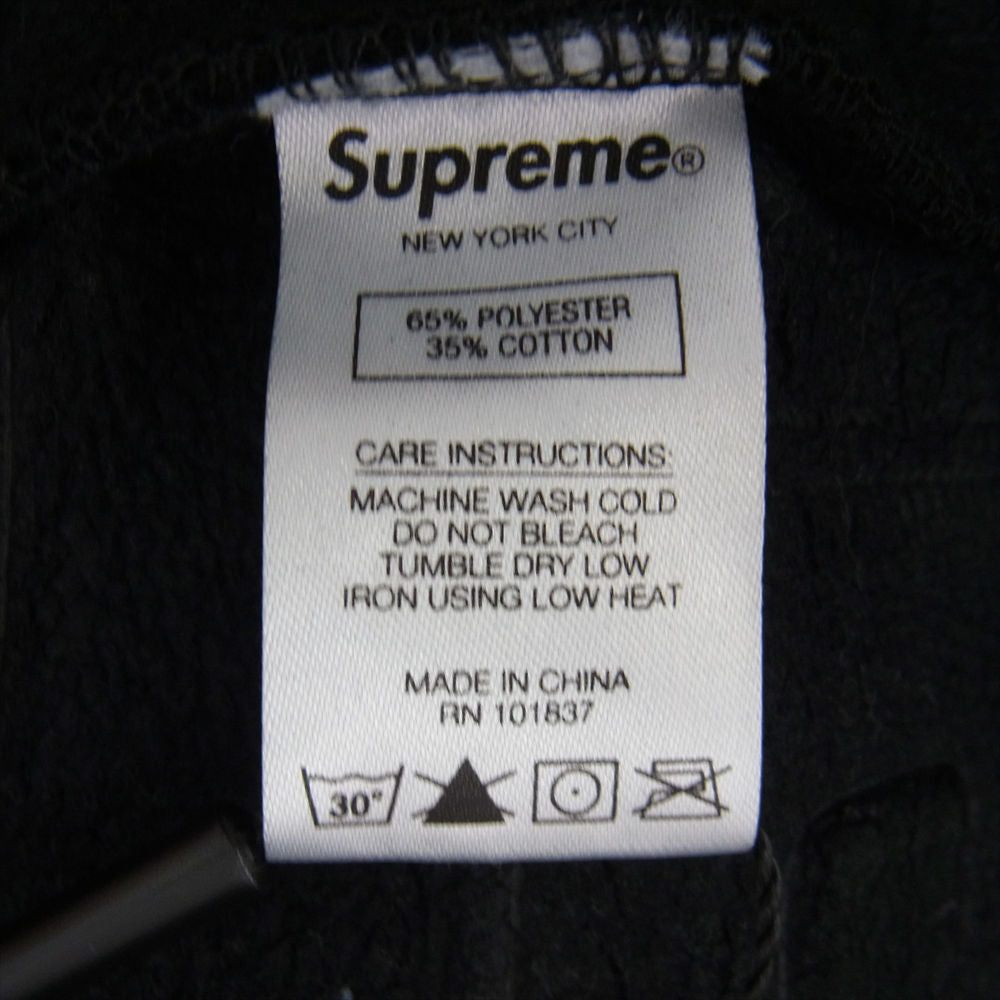 Supreme®
NEW YORK CITY
65% POLYESTER
35% COTTON
CARE INSTRUCTIONS:
MACHINE WASH COLD
DO NOT BLEACH
TUMBLE DRY LOW
IRON USING LOW HEAT
MADE IN CHINA
RN 101837
30°